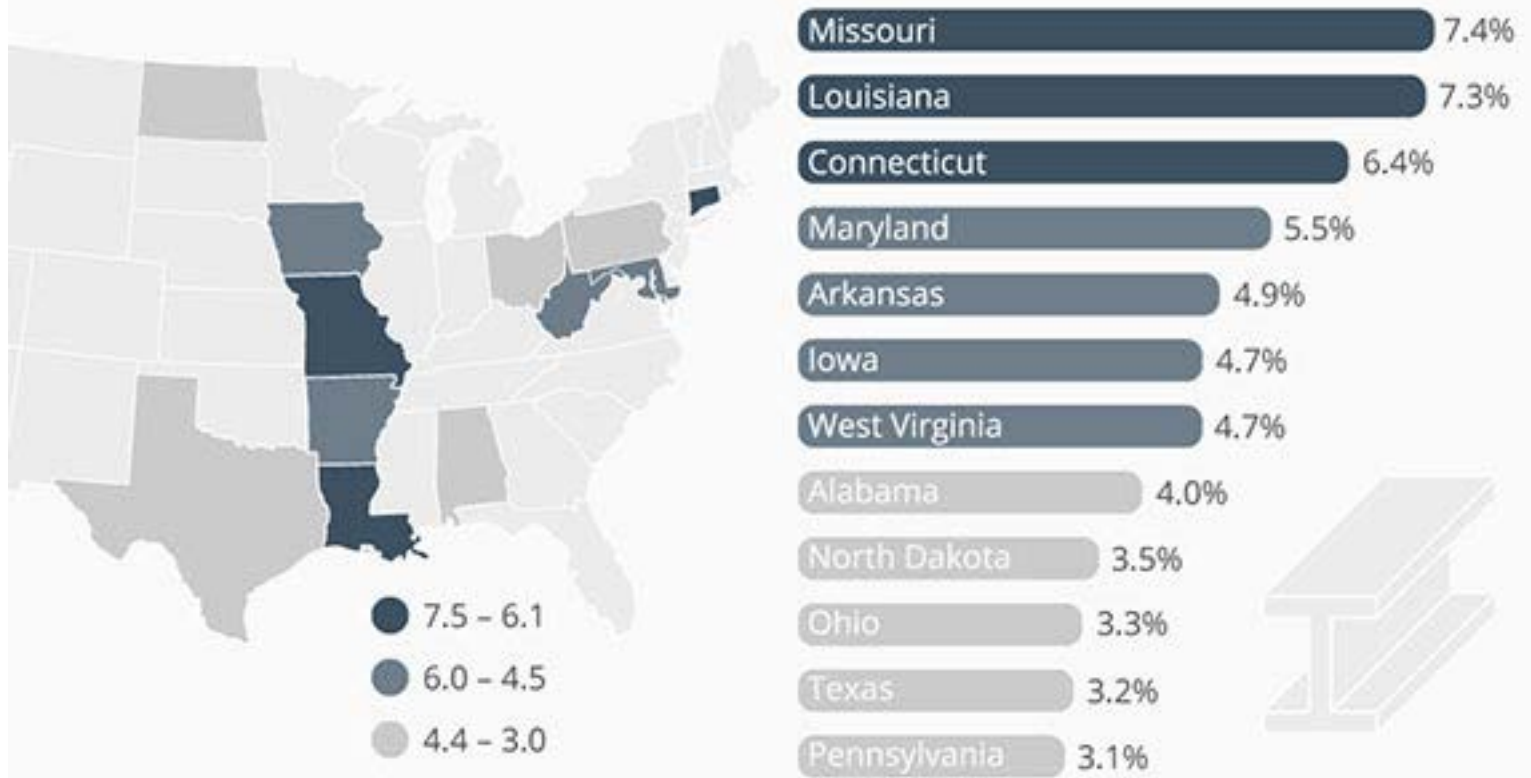 Missouri 7.4%
Louisiana 7.3%
Connecticut 6.4%
Maryland 5.5%
Arkansas 4.9%
Iowa 4.7%
West Virginia 4.7%
Alabama 4.0%
North Dakota 3.5%
Ohio 3.3%
Texas 3.2%
Pennsylvania 3.1%
7.5 – 6.1
6.0 – 4.5
4.4 – 3.0